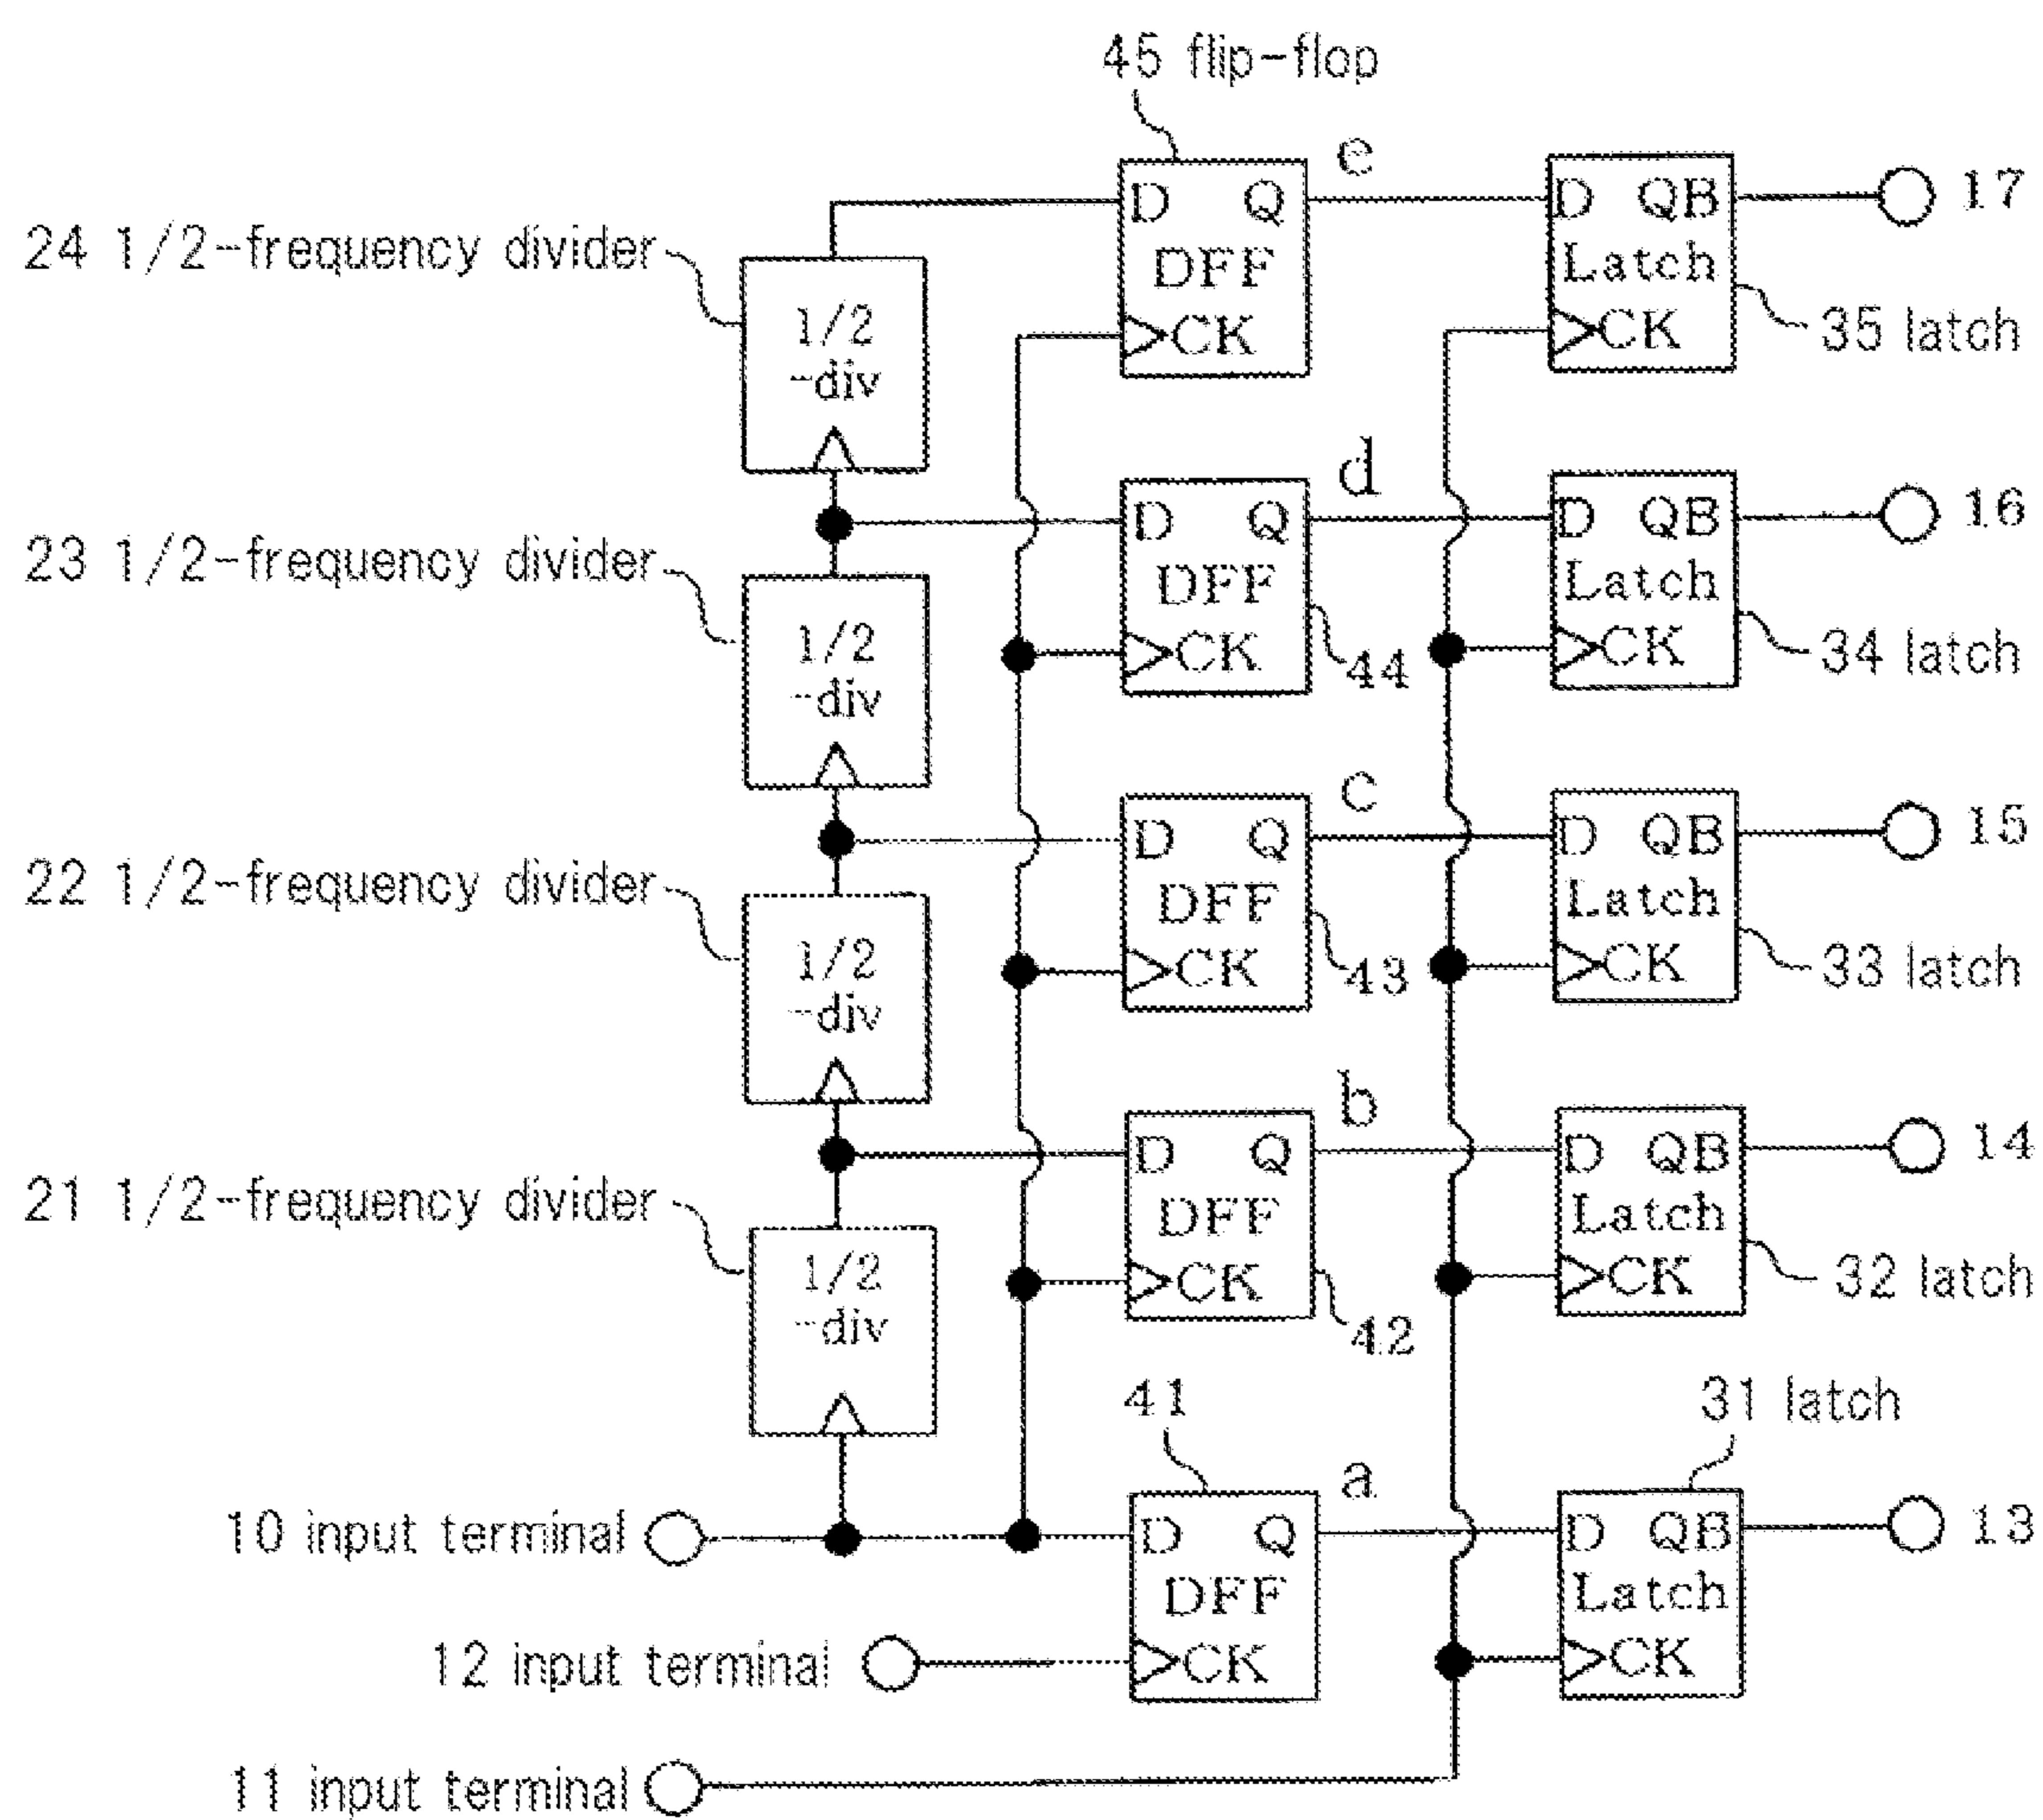 45 flip-flop
e
D Q
DFF
CK
D QB
Latch
CK
17
35 latch
24 1/2-frequency divider
1/2
-div
d
D Q
DFF
CK
44
D QB
Latch
CK
16
34 latch
23 1/2-frequency divider
1/2
-div
c
D Q
DFF
CK
43
D QB
Latch
CK
15
33 latch
22 1/2-frequency divider
1/2
-div
b
D Q
DFF
CK
42
D QB
Latch
CK
14
32 latch
21 1/2-frequency divider
1/2
-div
41
a
31 latch
10 input terminal
D Q
DFF
CK
D QB
Latch
CK
13
12 input terminal
11 input terminal